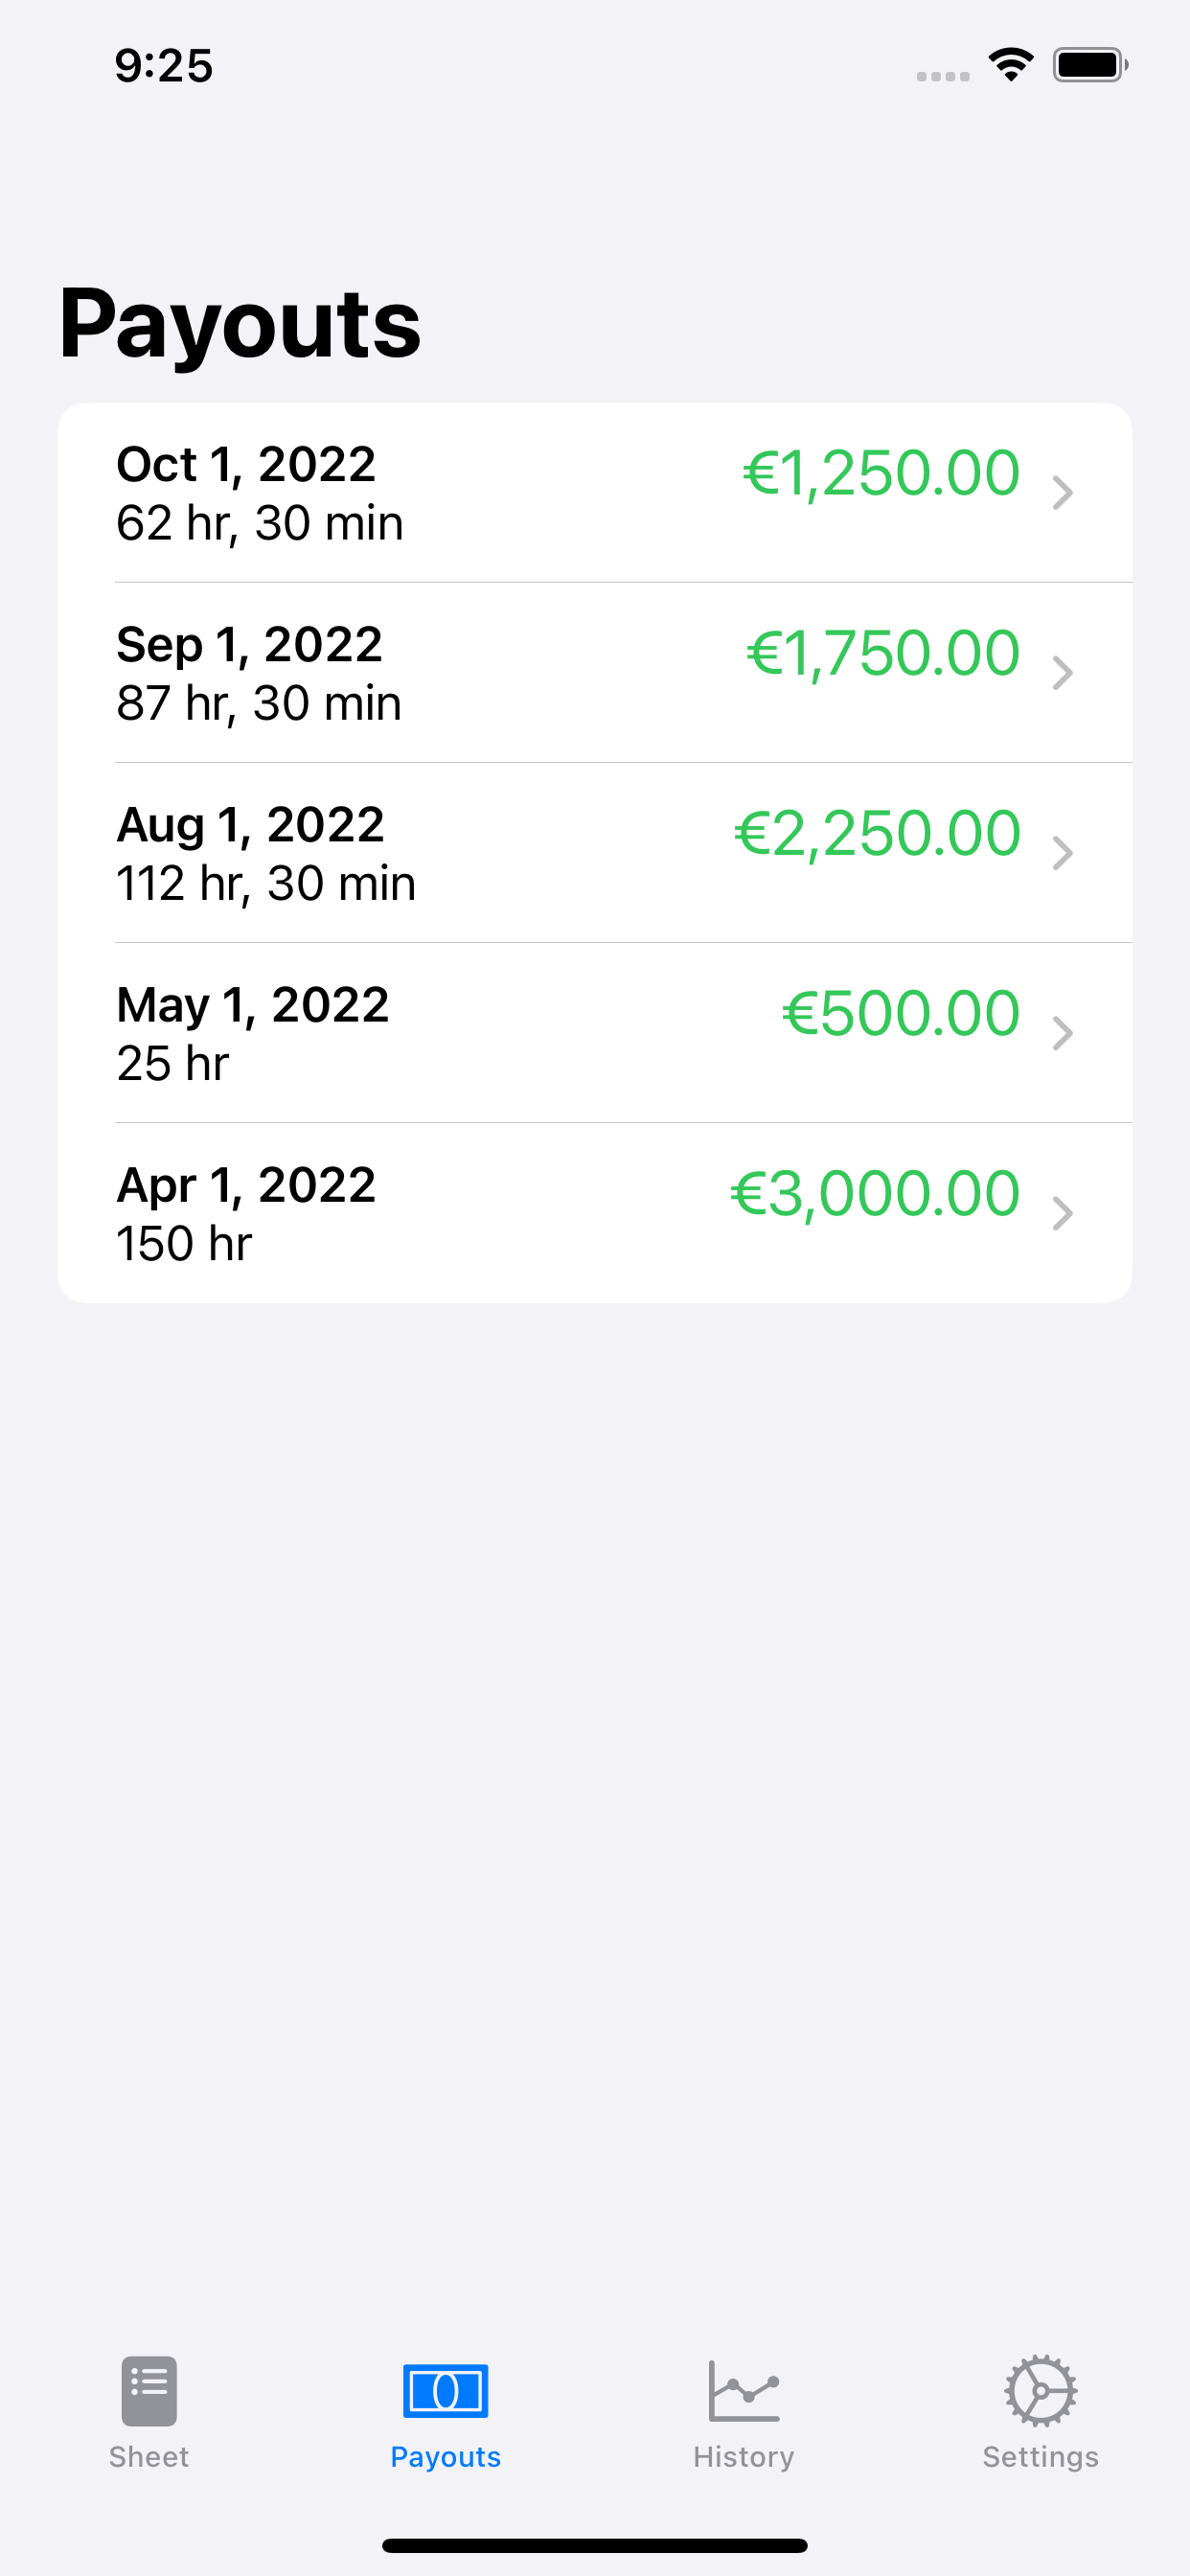 9:25
Payouts
Oct 1, 2022
€1,250.00
62 hr, 30 min
Sep 1, 2022
€1,750.00
87 hr, 30 min
Aug 1, 2022
€2,250.00
112 hr, 30 min
May 1, 2022
€500.00
25 hr
Apr 1, 2022
€3,000.00
150 hr
Sheet
Payouts
History
Settings